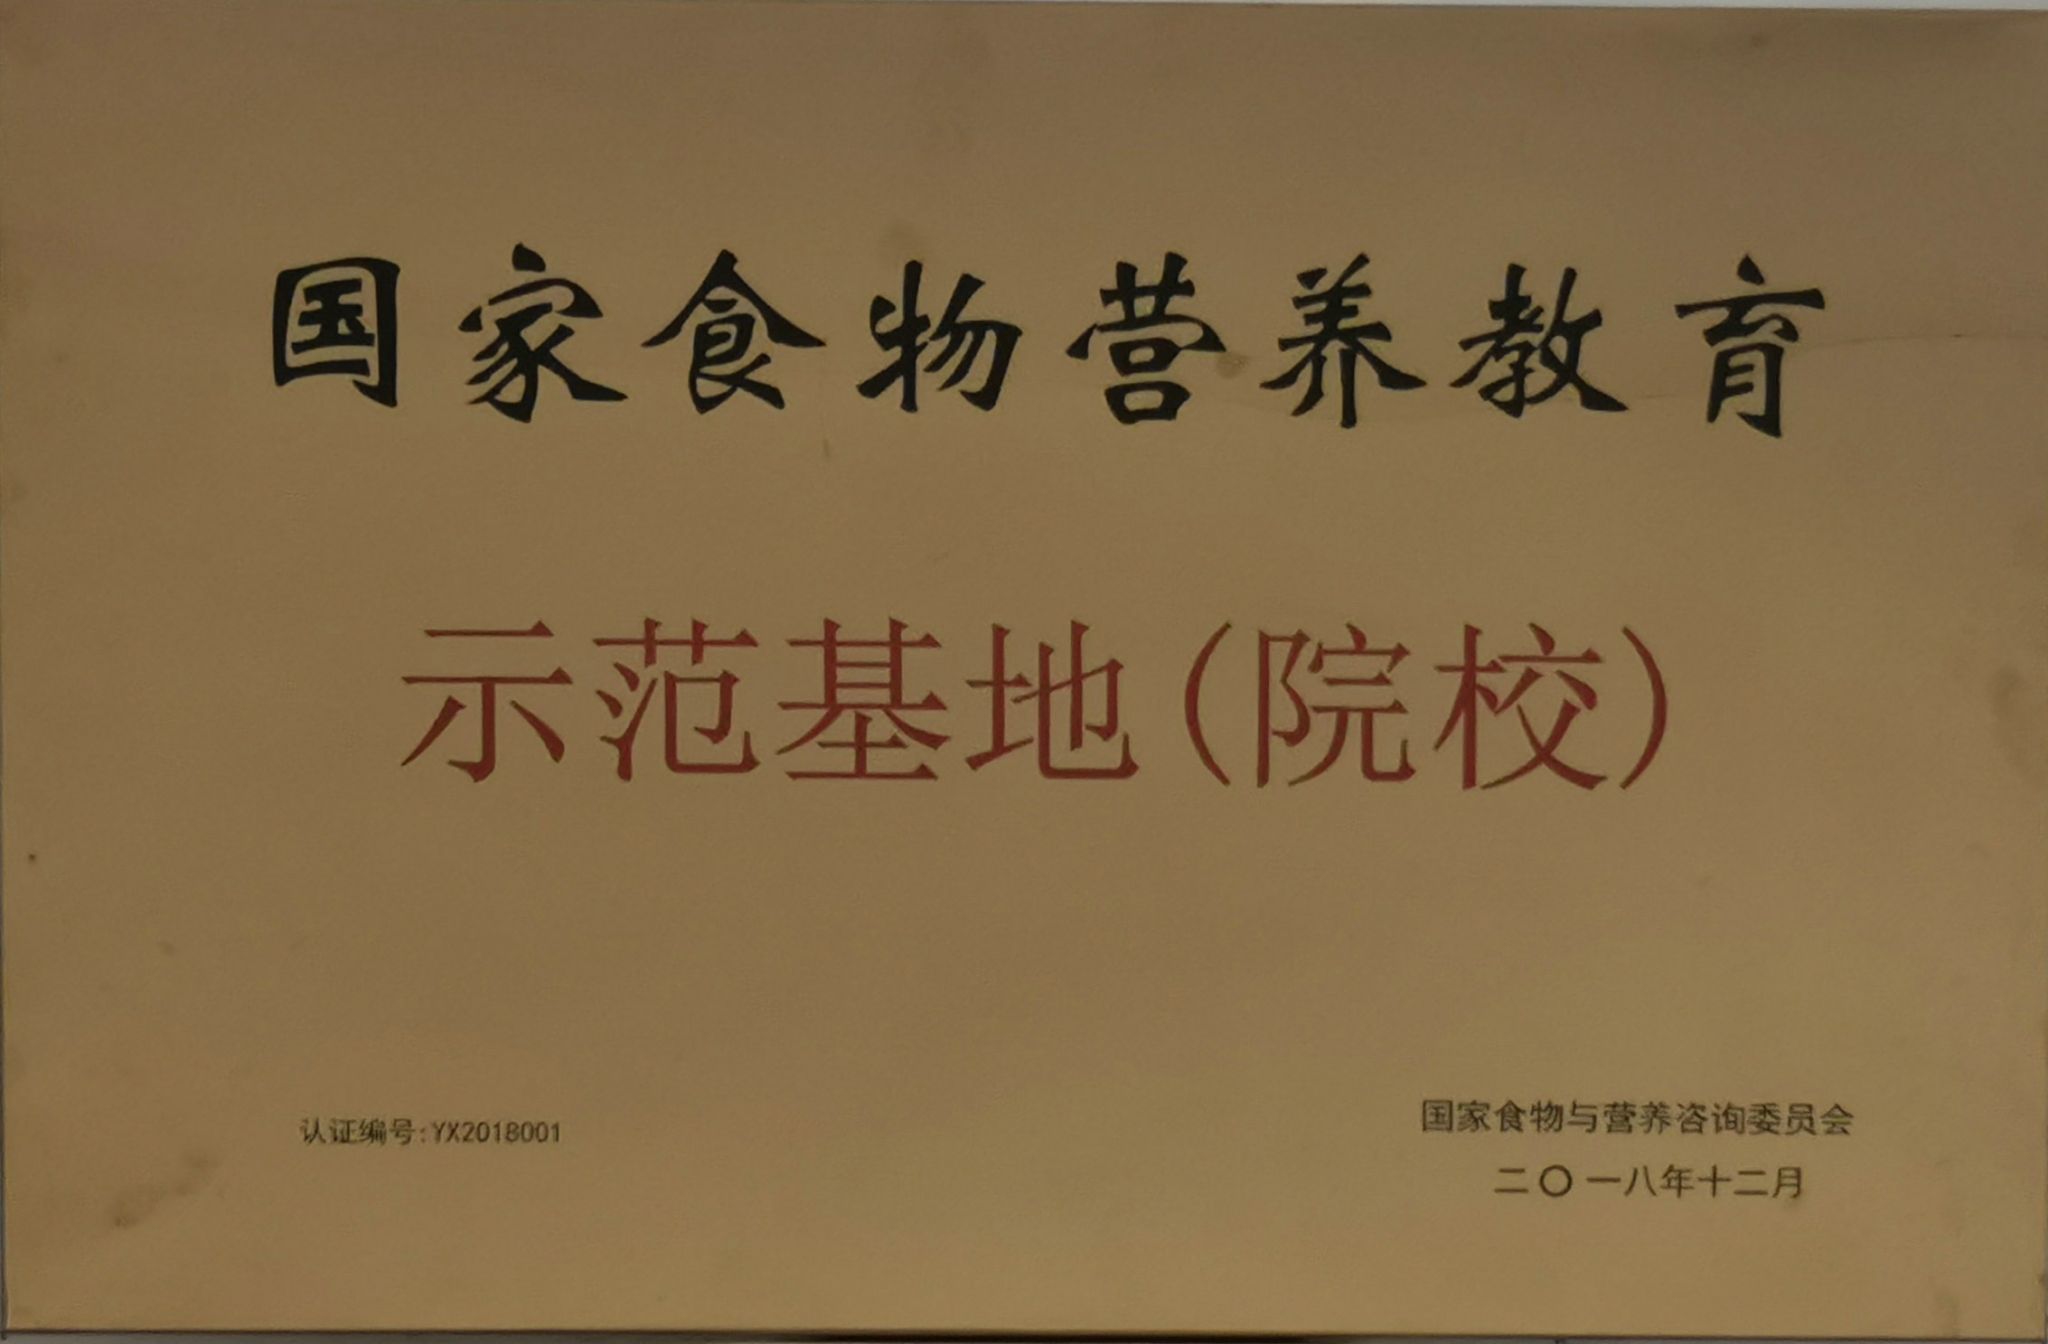 国家食物营养教育
示范基地(院校)
认证编号:YX2018001
国家食物与营养咨询委员会
二〇一八年十二月